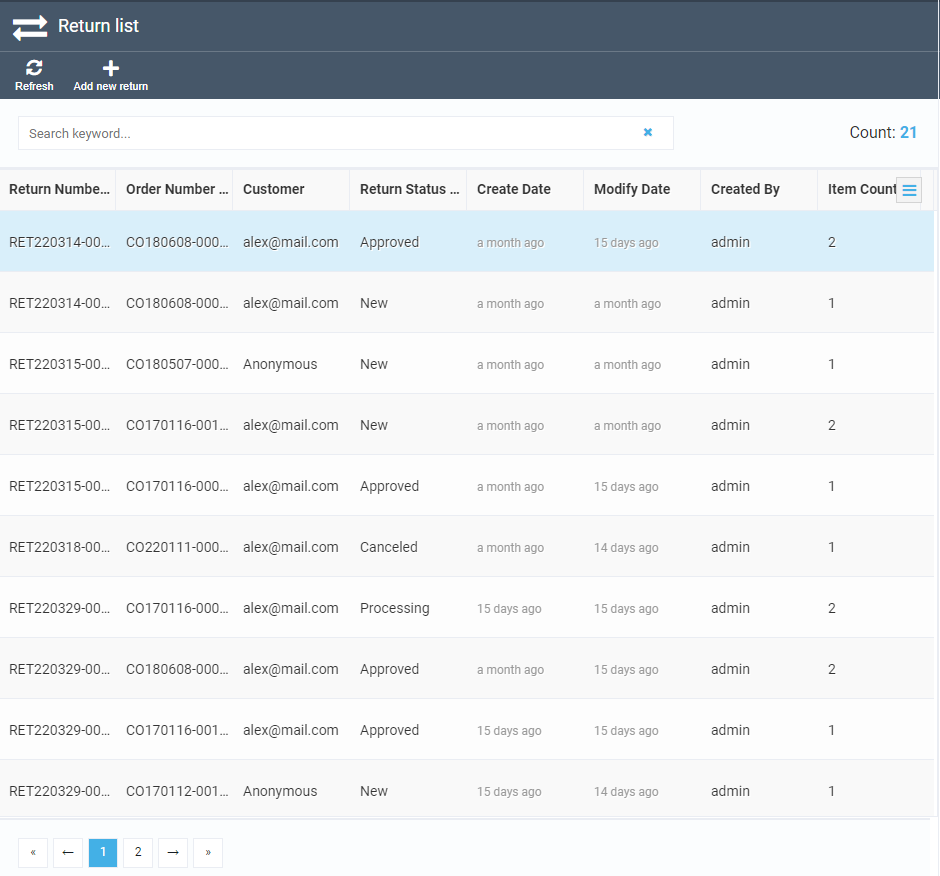 Return list
Refresh Add new return
Search keyword... Count: 21
Return Numbe... Order Number ... Customer Return Status ... Create Date Modify Date Created By Item Count
RET220314-00... CO180608-000... alex@mail.com Approved a month ago 15 days ago admin 2
RET220314-00... CO180608-000... alex@mail.com New a month ago a month ago admin 1
RET220315-00... CO180507-000... Anonymous New a month ago a month ago admin 1
RET220315-00... CO170116-001... alex@mail.com New a month ago a month ago admin 2
RET220315-00... CO170116-000... alex@mail.com Approved a month ago 15 days ago admin 1
RET220318-00... CO220111-000... alex@mail.com Canceled a month ago 14 days ago admin 1
RET220329-00... CO170116-000... alex@mail.com Processing 15 days ago 15 days ago admin 2
RET220329-00... CO180608-000... alex@mail.com Approved a month ago 15 days ago admin 2
RET220329-00... CO170116-001... alex@mail.com Approved 15 days ago 15 days ago admin 1
RET220329-00... CO170112-001... Anonymous New 15 days ago 14 days ago admin 1
« ← 1 2 → »